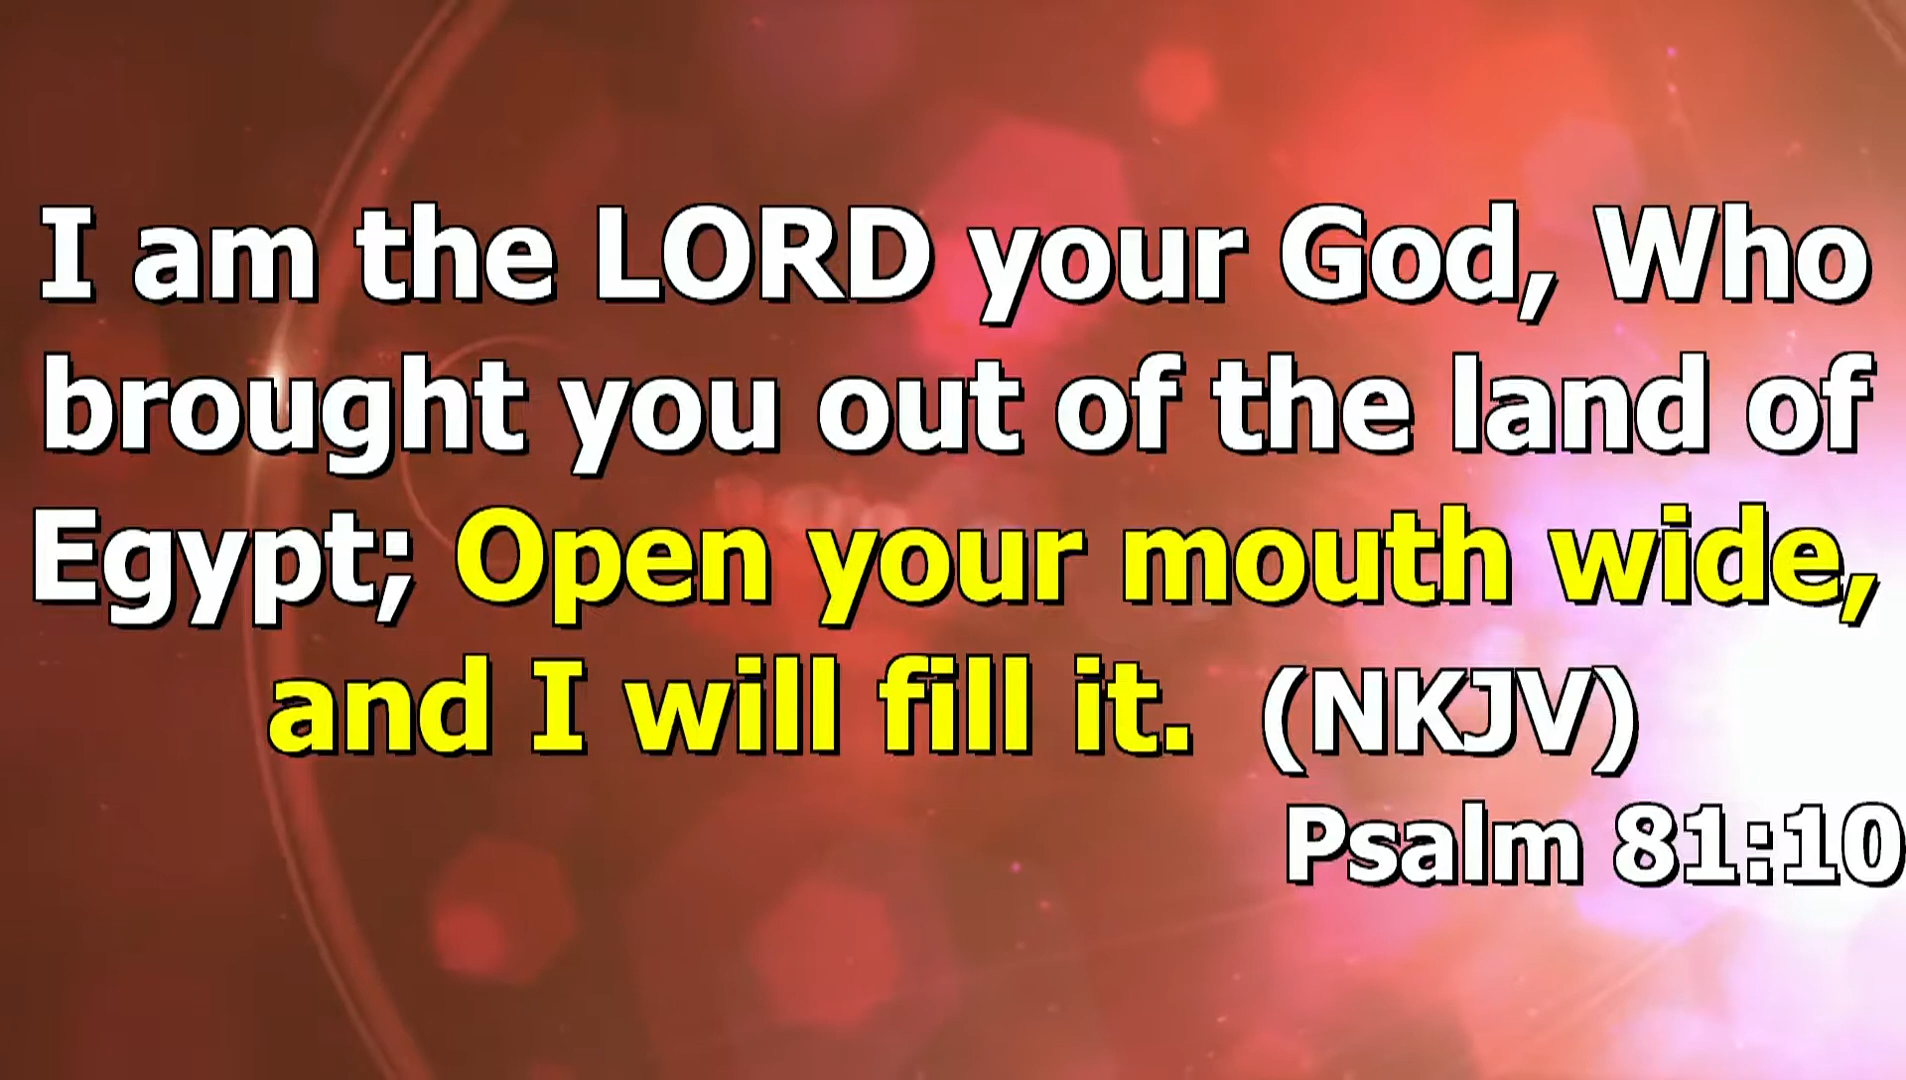 I am the LORD your God, Who
brought you out of the land of
Egypt; Open your mouth wide,
and I will fill it. (NKJV)
Psalm 81:10